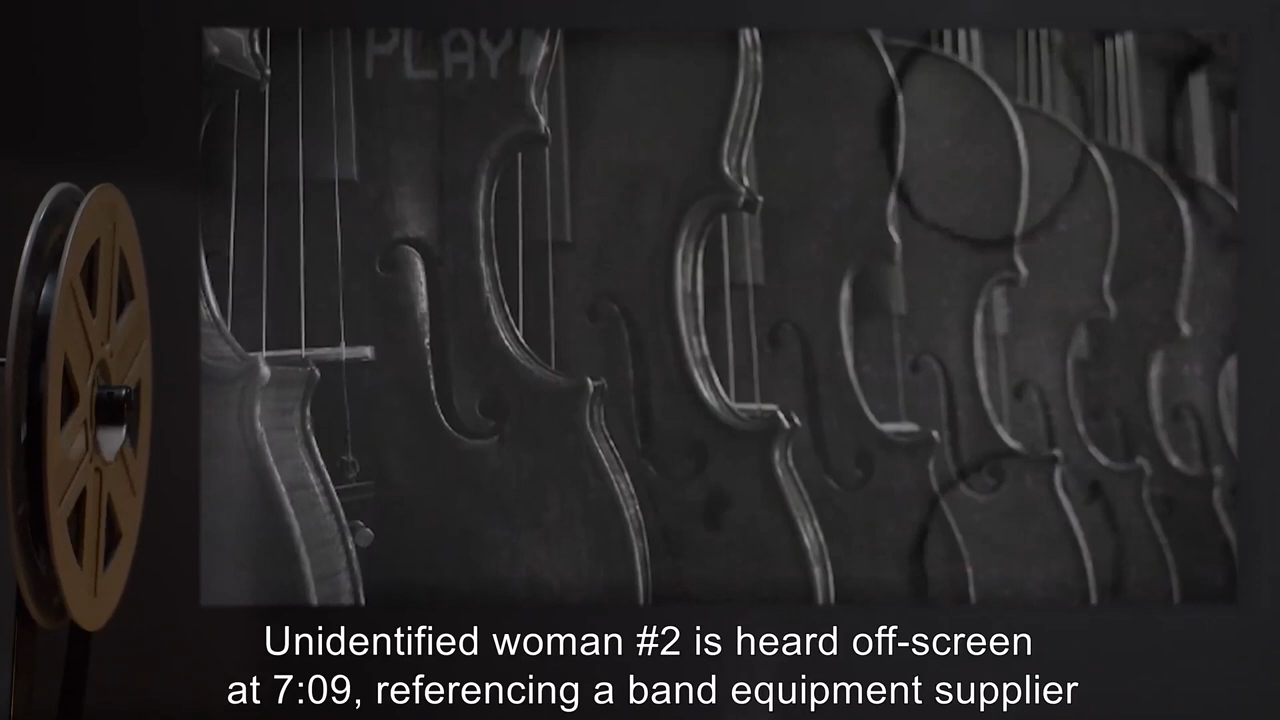 PLAY
Unidentified woman #2 is heard off-screen
at 7:09, referencing a band equipment supplier